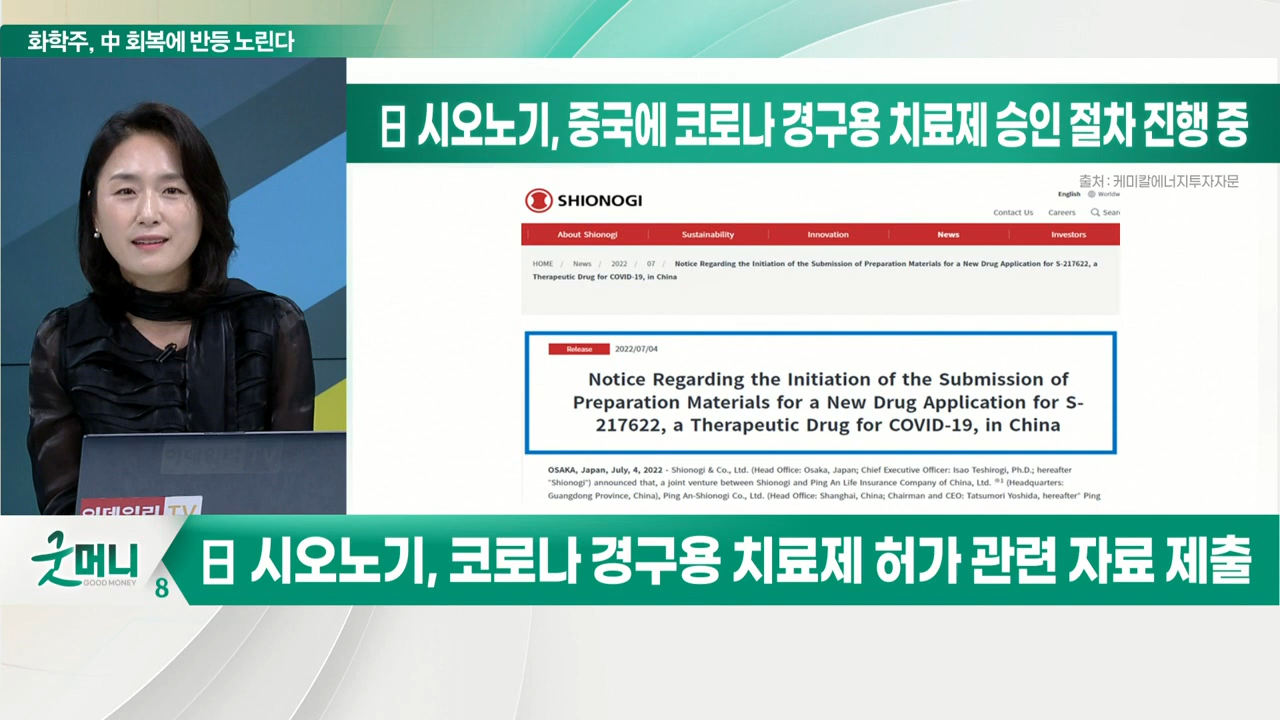 화학주, 中 회복에 반등 노린다
日 시오노기, 중국에 코로나 경구용 치료제 승인 절차 진행 중
출처 : 케미칼에너지투자자문
SHIONOGI
English Worldw
Contact Us Careers Sear
About Shionogi Sustainability Innovation News Investors
HOME / News / 2022 / 07 / Notice Regarding the Initiation of the Submission of Preparation Materials for a New Drug Application for S-217622, a
Therapeutic Drug for COVID-19, in China
Release 2022/07/04
Notice Regarding the Initiation of the Submission of
Preparation Materials for a New Drug Application for S-
217622, a Therapeutic Drug for COVID-19, in China
OSAKA, Japan, July, 4, 2022 - Shionogi & Co., Ltd. (Head Office: Osaka, Japan; Chief Executive Officer: Isao Teshirogi, Ph.D.; hereafter
"Shionogi") announced that, a joint venture between Shionogi and Ping An Life Insurance Company of China, Ltd. ※1 (Headquarters:
Guangdong Province, China), Ping An-Shionogi Co., Ltd. (Head Office: Shanghai, China; Chairman and CEO: Tatsumori Yoshida, hereafter" Ping
이데일리 TV
굿머니
GOOD MONEY
8
日 시오노기, 코로나 경구용 치료제 허가 관련 자료 제출